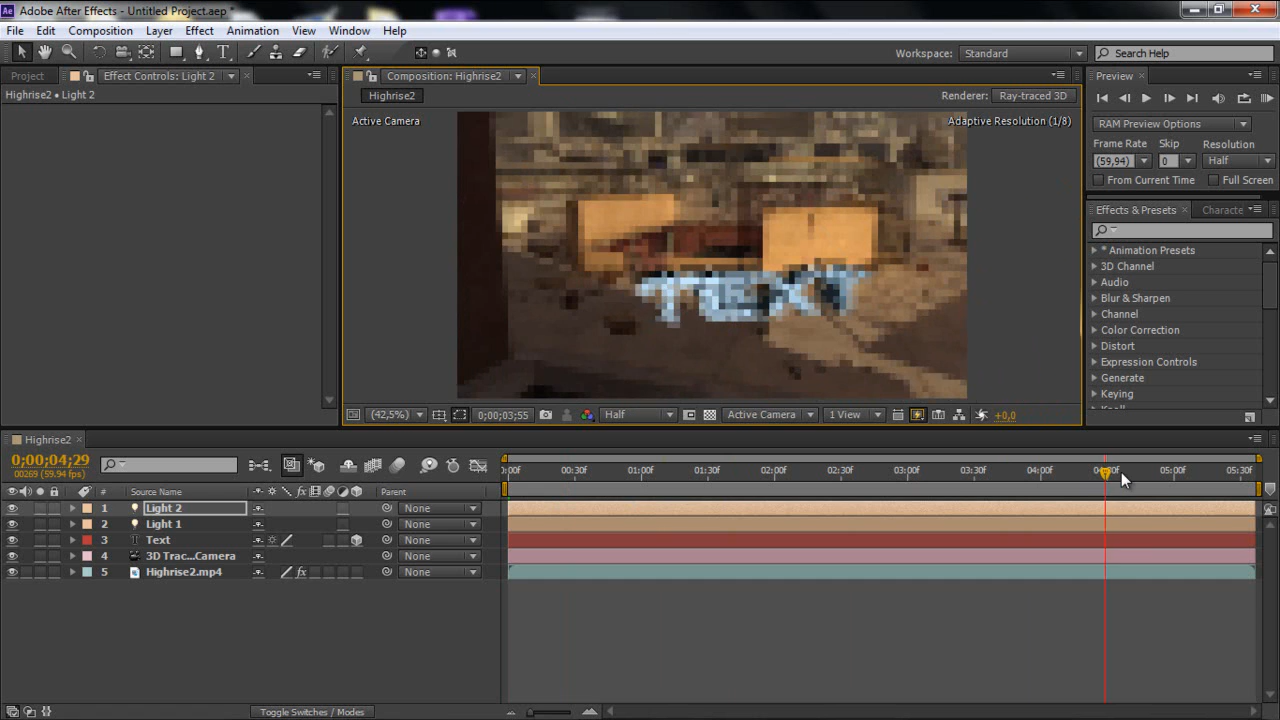 Adobe After Effects - Untitled Project.aep *
File Edit Composition Layer Effect Animation View Window Help
Workspace: Standard Search Help
Project Effect Controls: Light 2 Composition: Highrise2 Preview
Highrise2 • Light 2
Highrise2 Renderer: Ray-traced 3D
Active Camera Adaptive Resolution (1/8)
RAM Preview Options
Frame Rate Skip Resolution
(59,94) 0 Half
From Current Time Full Screen
Effects & Presets Characte
* Animation Presets
3D Channel
Audio
Blur & Sharpen
Channel
Color Correction
Distort
Expression Controls
Generate
Keying
(42,5%) 0;00;03;55 Half Active Camera 1 View +0,0
Highrise2
0;00;04;29
00269 (59.94 fps)
0:00f 00:30f 01:00f 01:30f 02:00f 02:30f 03:00f 03:30f 04:00f 05:00f 05:30f
# Source Name Parent
1 Light 2 None
2 Light 1 None
3 Text None
4 3D Trac...Camera None
5 Highrise2.mp4 None
Toggle Switches / Modes